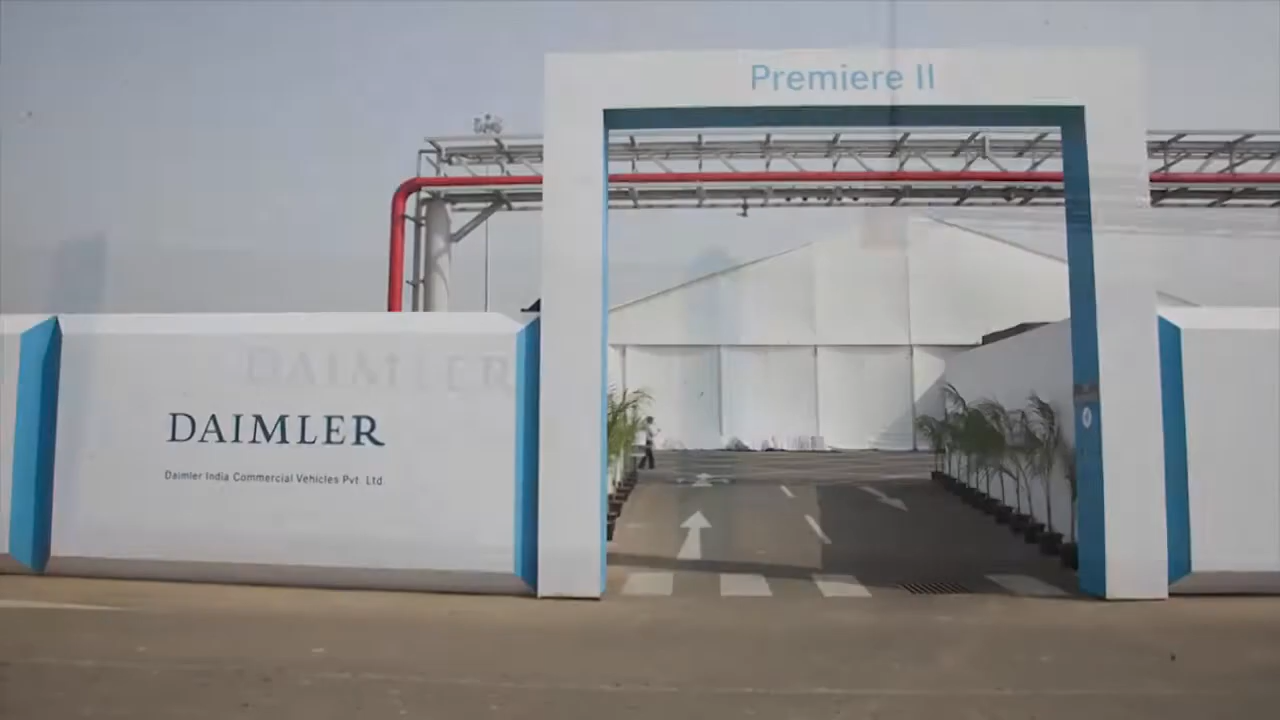 Premiere II
DAIMLER
DAIMLER
Daimler India Commercial Vehicles Pvt. Ltd.